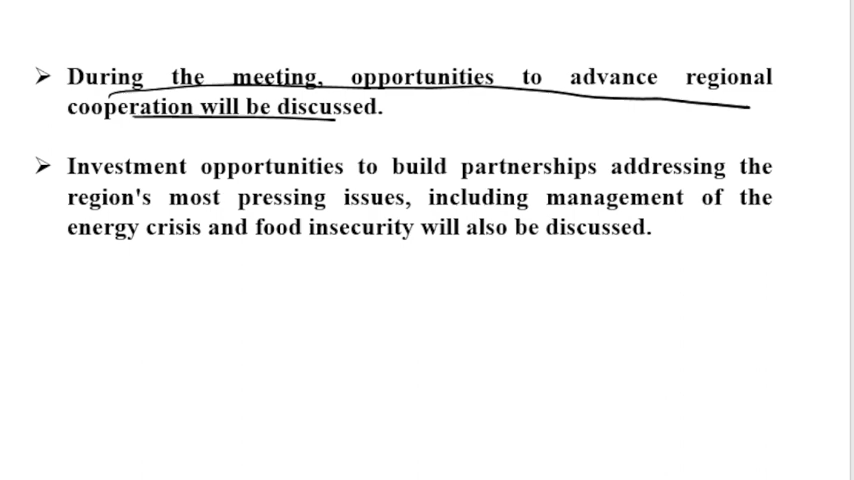 ➢ During the meeting, opportunities to advance regional
cooperation will be discussed.
➢ Investment opportunities to build partnerships addressing the
region's most pressing issues, including management of the
energy crisis and food insecurity will also be discussed.